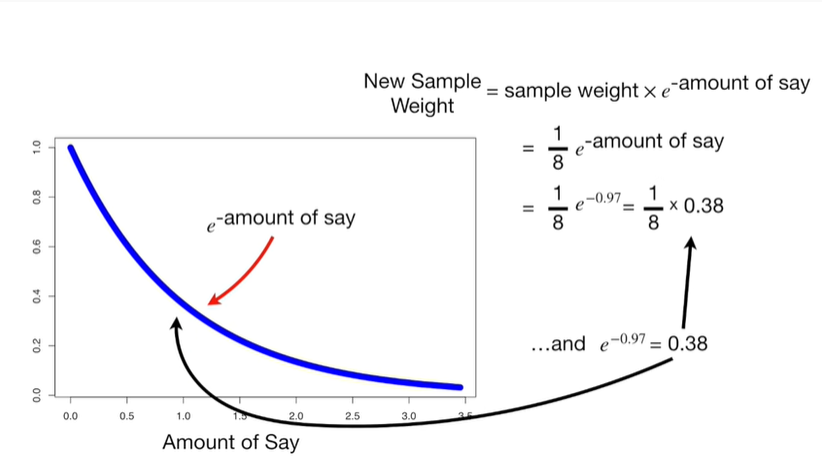 New Sample
Weight
= sample weight × e^-amount of say
= 1/8 e^-amount of say
= 1/8 e^−0.97 = 1/8 × 0.38
e^-amount of say
...and e^−0.97 = 0.38
1.0
0.8
0.6
0.4
0.2
0.0
0.0 0.5 1.0 1.5 2.0 2.5 3.0 3.5
Amount of Say